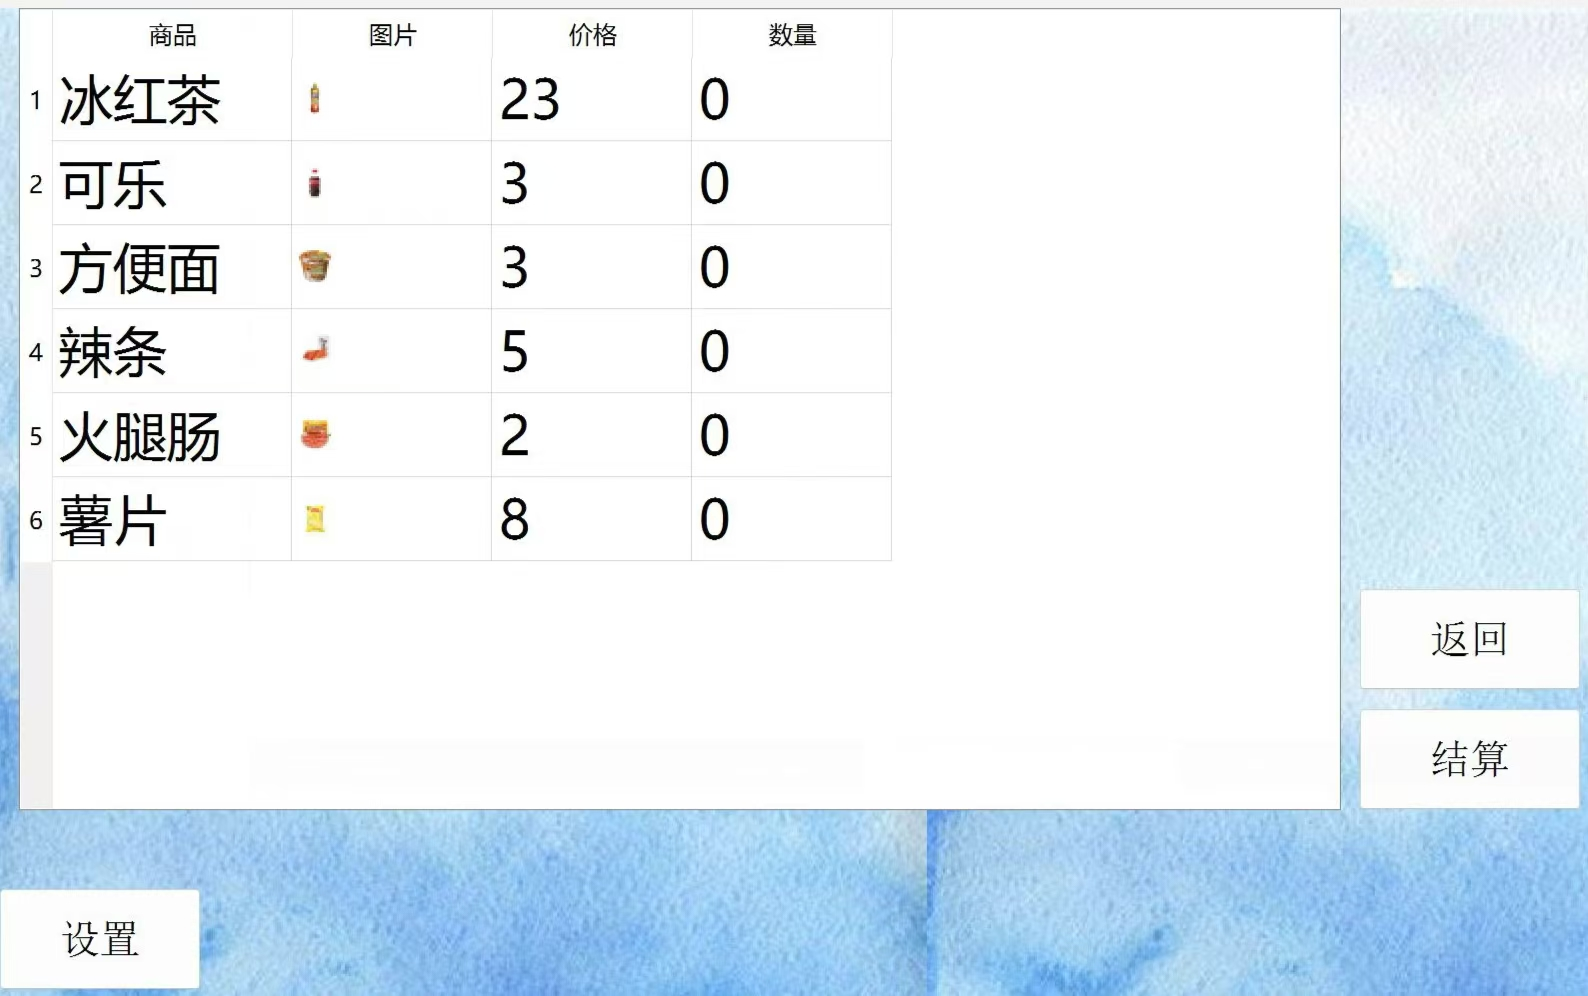 商品 图片 价格 数量
1 冰红茶 23 0
2 可乐 3 0
3 方便面 3 0
4 辣条 5 0
5 火腿肠 2 0
6 薯片 8 0
返回
结算
设置